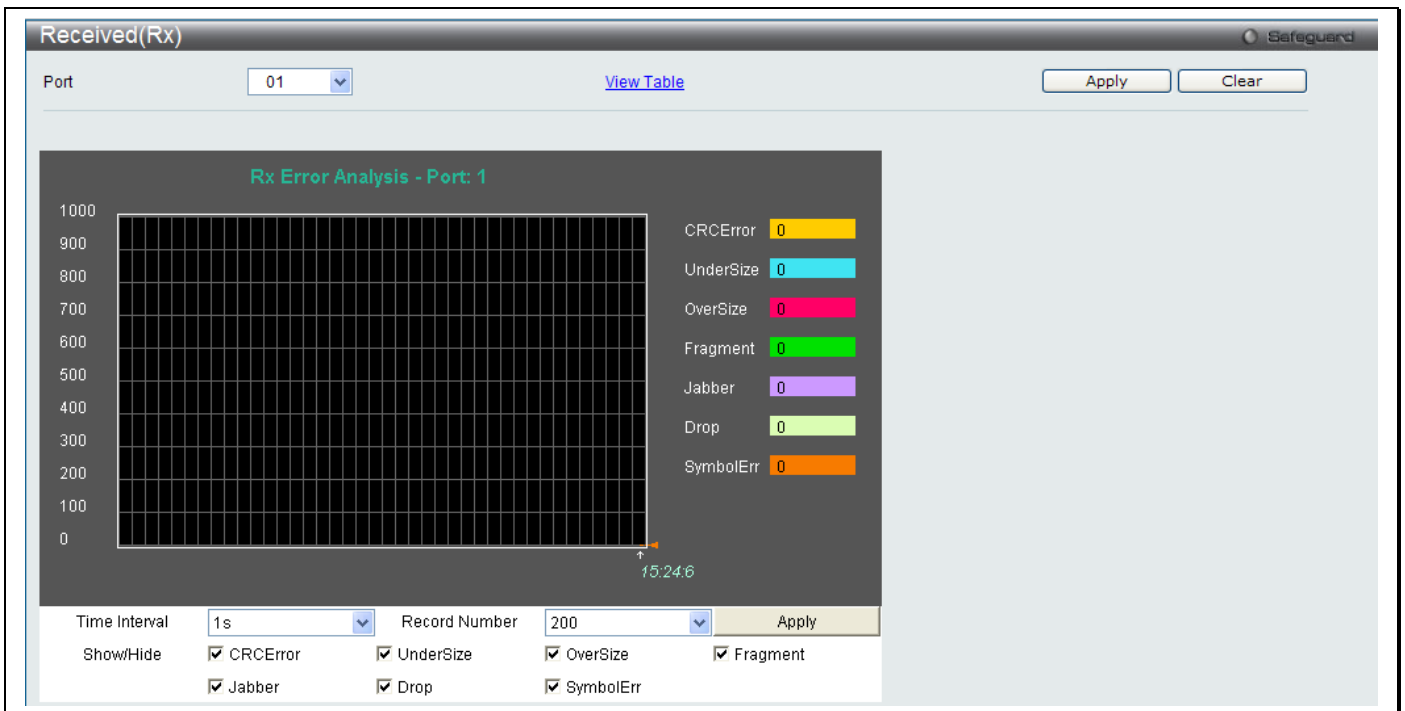 Received(Rx)
Safeguard
Port 01 View Table Apply Clear
Rx Error Analysis - Port: 1
1000
900
800
700
600
500
400
300
200
100
0
CRCError 0
UnderSize 0
OverSize 0
Fragment 0
Jabber 0
Drop 0
SymbolErr 0
15:24:6
Time Interval 1s Record Number 200 Apply
Show/Hide CRCError UnderSize OverSize Fragment
Jabber Drop SymbolErr